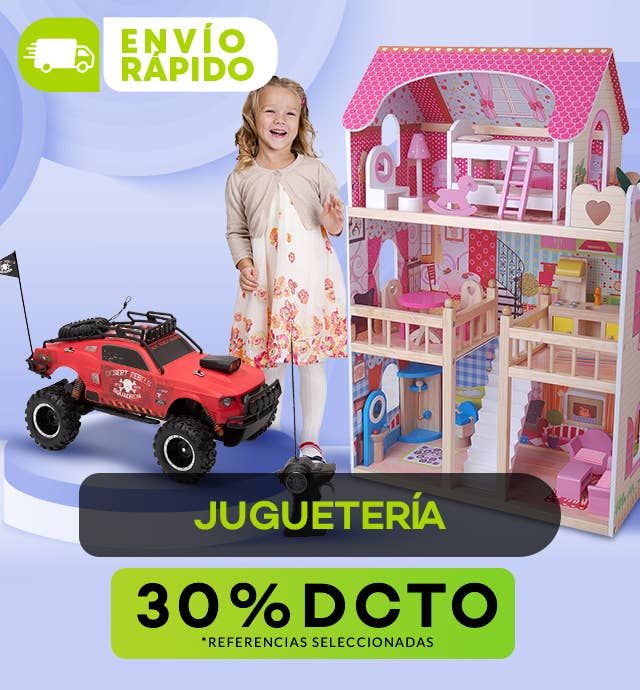 ENVÍO
RÁPIDO
JUGUETERÍA
30% DCTO
*REFERENCIAS SELECCIONADAS